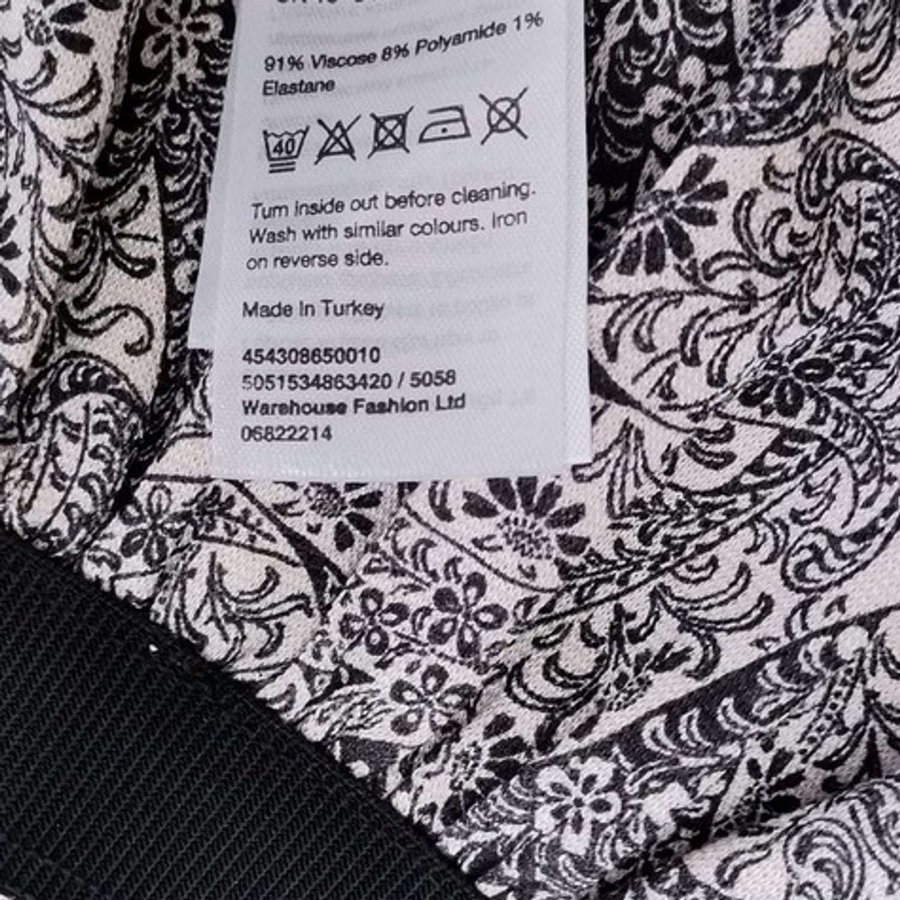 91% Viscose 8% Polyamide 1%
Elastane
40
Turn inside out before cleaning.
Wash with similar colours. Iron
on reverse side.
Made In Turkey
454308650010
5051534863420 / 5058
Warehouse Fashion Ltd
06822214